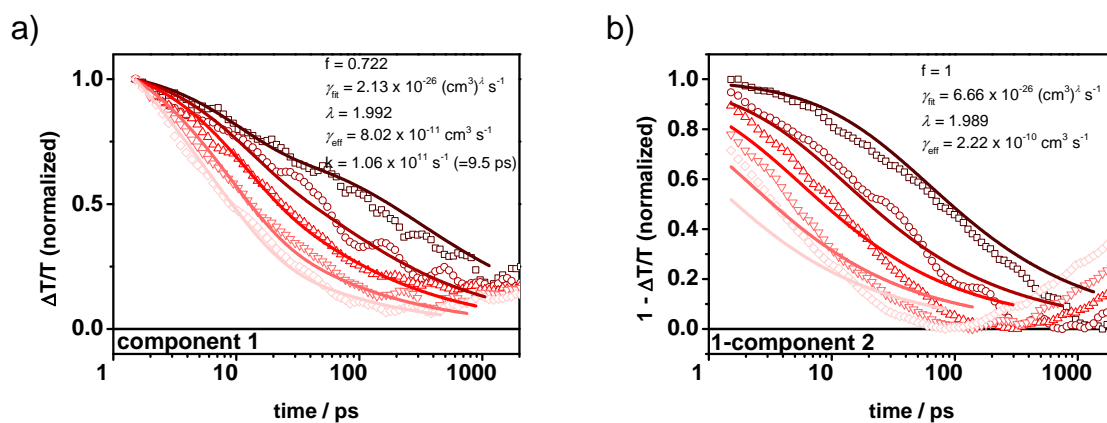 a)
f = 0.722
γfit = 2.13 x 10-26 (cm3)λ s-1
λ = 1.992
γeff = 8.02 x 10-11 cm3 s-1
k = 1.06 x 1011 s-1 (=9.5 ps)
ΔT/T (normalized)
1.0
0.5
0.0
component 1
1 10 100 1000
time / ps
b)
f = 1
γfit = 6.66 x 10-26 (cm3)λ s-1
λ = 1.989
γeff = 2.22 x 10-10 cm3 s-1
1 - ΔT/T (normalized)
1.0
0.8
0.6
0.4
0.2
0.0
1-component 2
1 10 100 1000
time / ps